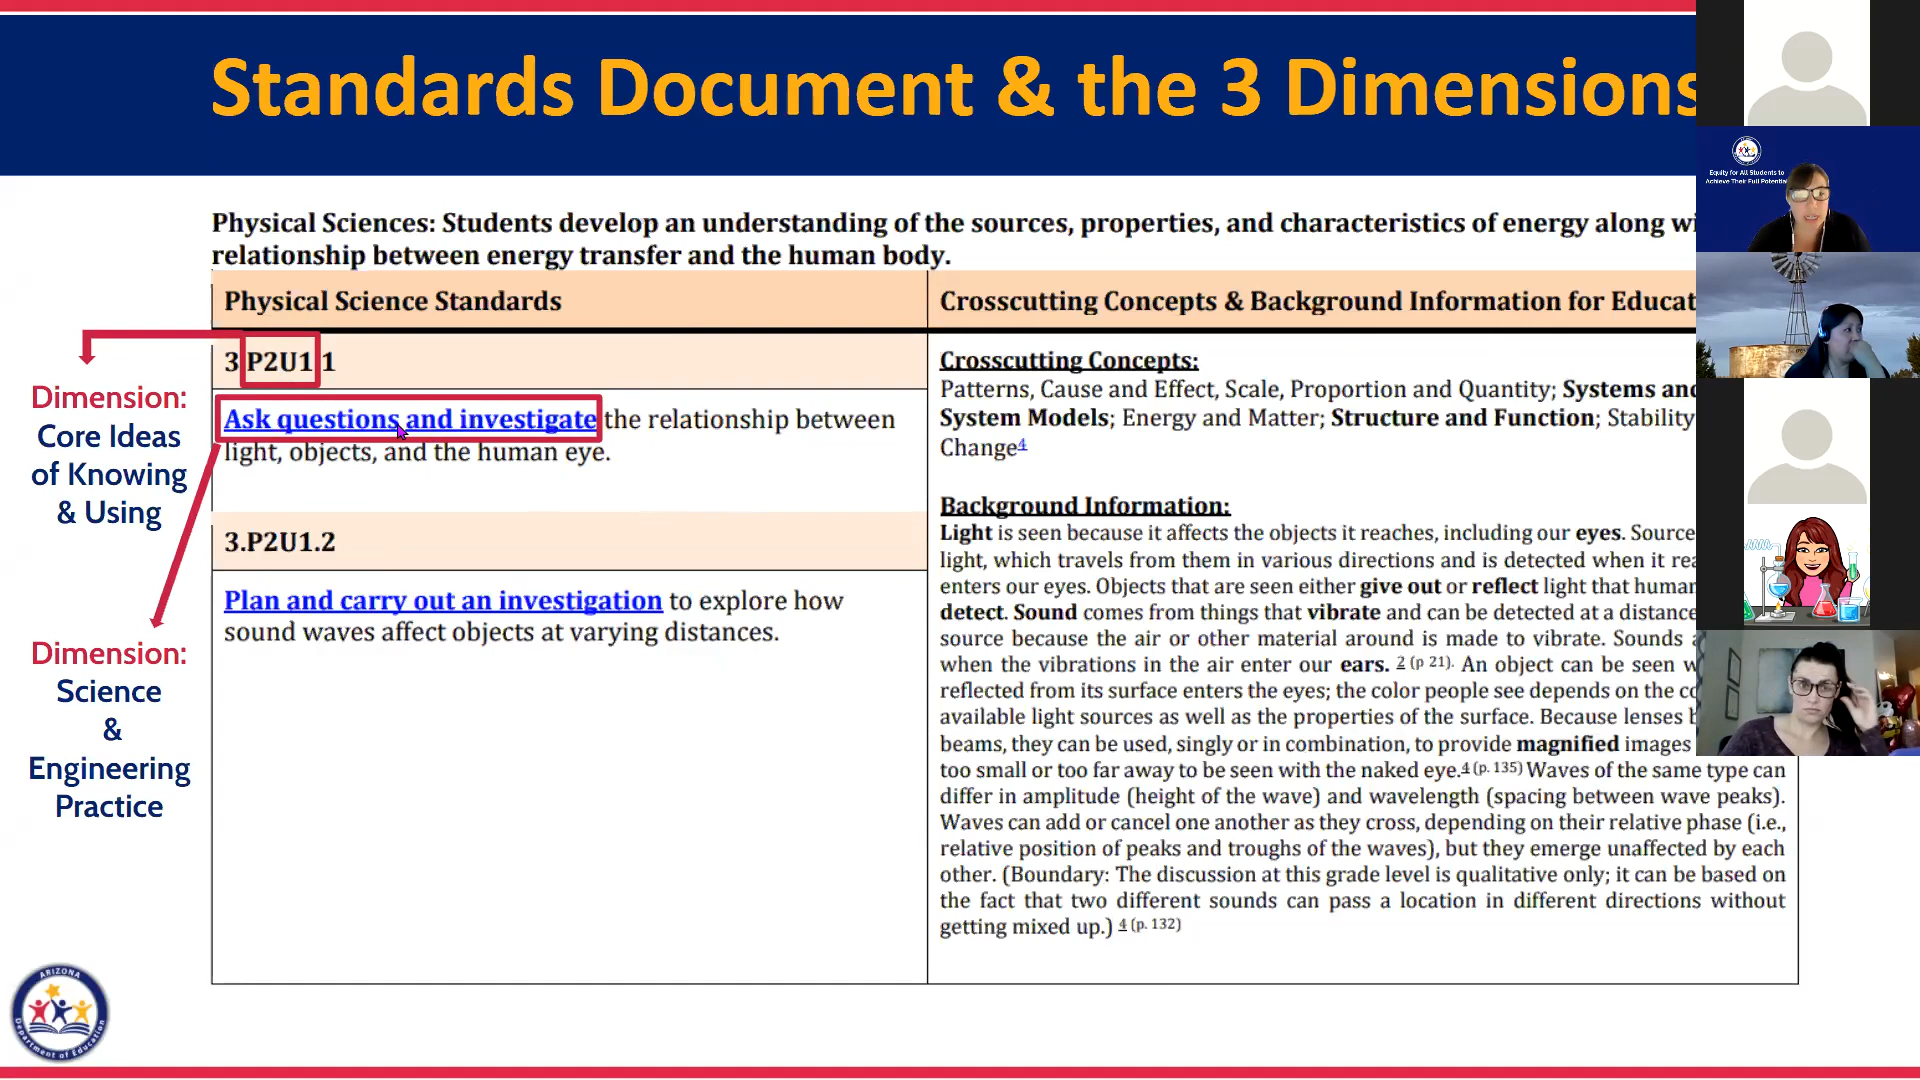 Standards Document & the 3 Dimensions
Equity for All Students to
Achieve Their Full Potential
Physical Sciences: Students develop an understanding of the sources, properties, and characteristics of energy along wi
relationship between energy transfer and the human body.
Physical Science Standards
Crosscutting Concepts & Background Information for Educat
3.P2U1.1
Ask questions and investigate the relationship between
light, objects, and the human eye.
3.P2U1.2
Plan and carry out an investigation to explore how
sound waves affect objects at varying distances.
Crosscutting Concepts:
Patterns, Cause and Effect, Scale, Proportion and Quantity; Systems and
System Models; Energy and Matter; Structure and Function; Stability
Change4
Background Information:
Light is seen because it affects the objects it reaches, including our eyes. Source
light, which travels from them in various directions and is detected when it rea
enters our eyes. Objects that are seen either give out or reflect light that human
detect. Sound comes from things that vibrate and can be detected at a distance
source because the air or other material around is made to vibrate. Sounds a
when the vibrations in the air enter our ears. 2 (p 21). An object can be seen w
reflected from its surface enters the eyes; the color people see depends on the co
available light sources as well as the properties of the surface. Because lenses b
beams, they can be used, singly or in combination, to provide magnified images
too small or too far away to be seen with the naked eye.4 (p. 135) Waves of the same type can
differ in amplitude (height of the wave) and wavelength (spacing between wave peaks).
Waves can add or cancel one another as they cross, depending on their relative phase (i.e.,
relative position of peaks and troughs of the waves), but they emerge unaffected by each
other. (Boundary: The discussion at this grade level is qualitative only; it can be based on
the fact that two different sounds can pass a location in different directions without
getting mixed up.) 4 (p. 132)
Dimension:
Core Ideas
of Knowing
& Using
Dimension:
Science
&
Engineering
Practice
ARIZONA
Department of Education